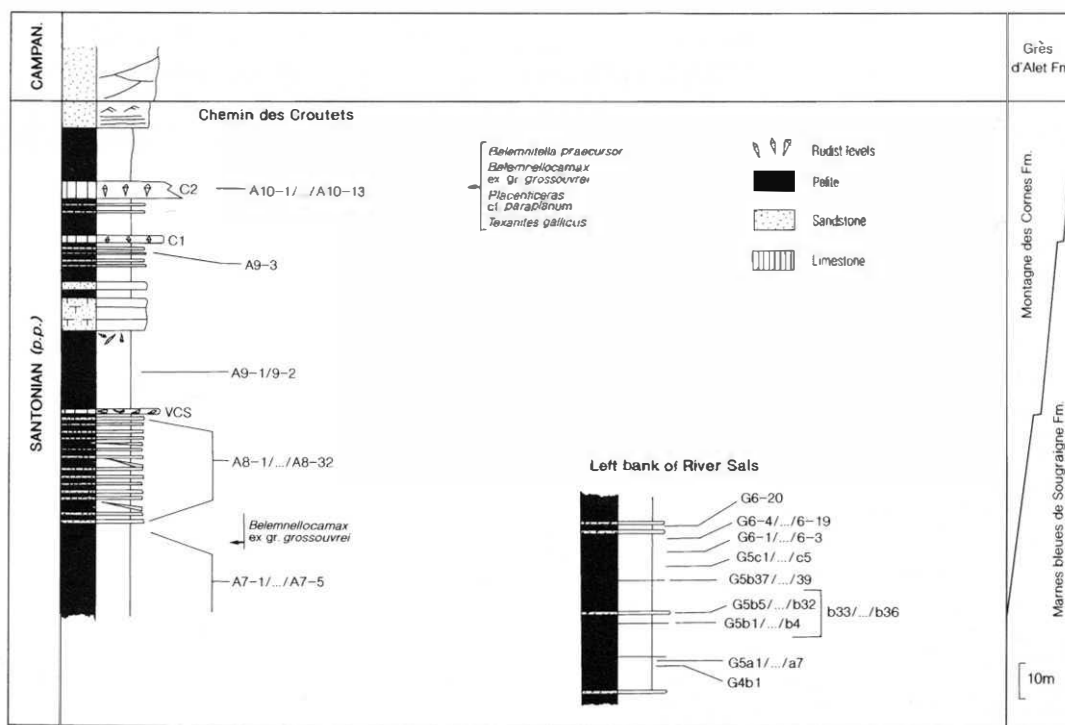 CAMPAN.
SANTONIAN (p.p.)
Chemin des Croutets
C2
A10-1/.../A10-13
C1
A9-3
A9-1/9-2
VCS
A8-1/.../A8-32
Belemnellocamax
ex gr. grossouvrei
A7-1/.../A7-5
Belemnitella praecursor
Belemnellocamax
ex gr. grossouvrei
Placenticeras
cf. paraplanum
Texanites gallicus
Rudist levels
Pelite
Sandstone
Limestone
Left bank of River Sals
G6-20
G6-4/.../6-19
G6-1/.../6-3
G5c1/.../c5
G5b37/.../39
G5b5/.../b32
b33/.../b36
G5b1/.../b4
G5a1/.../a7
G4b1
Grès
d'Alet Fm
Montagne des Cornes Fm.
Marnes bleues de Sougraigne Fm.
10m